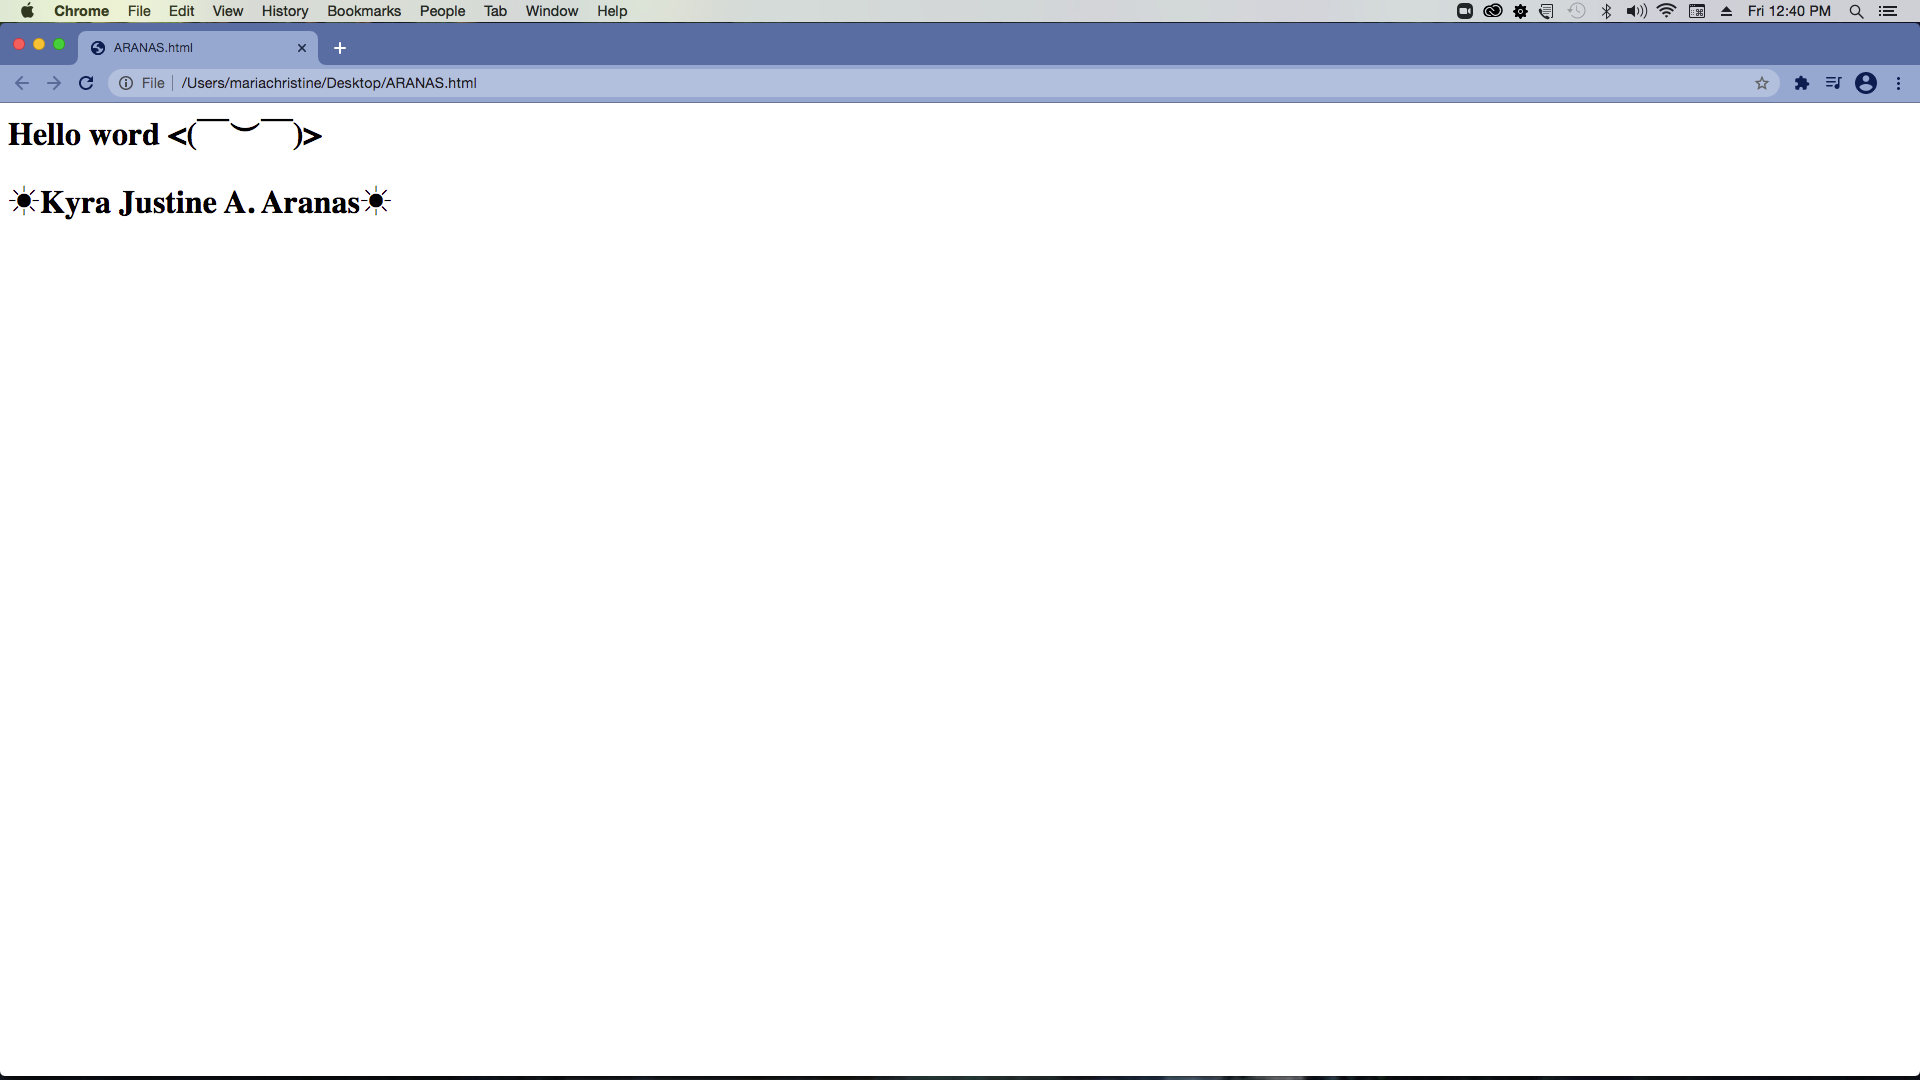 Chrome File Edit View History Bookmarks People Tab Window Help Fri 12:40 PM
ARANAS.html
File /Users/mariachristine/Desktop/ARANAS.html
Hello word <(￣︶￣)>
☀Kyra Justine A. Aranas☀